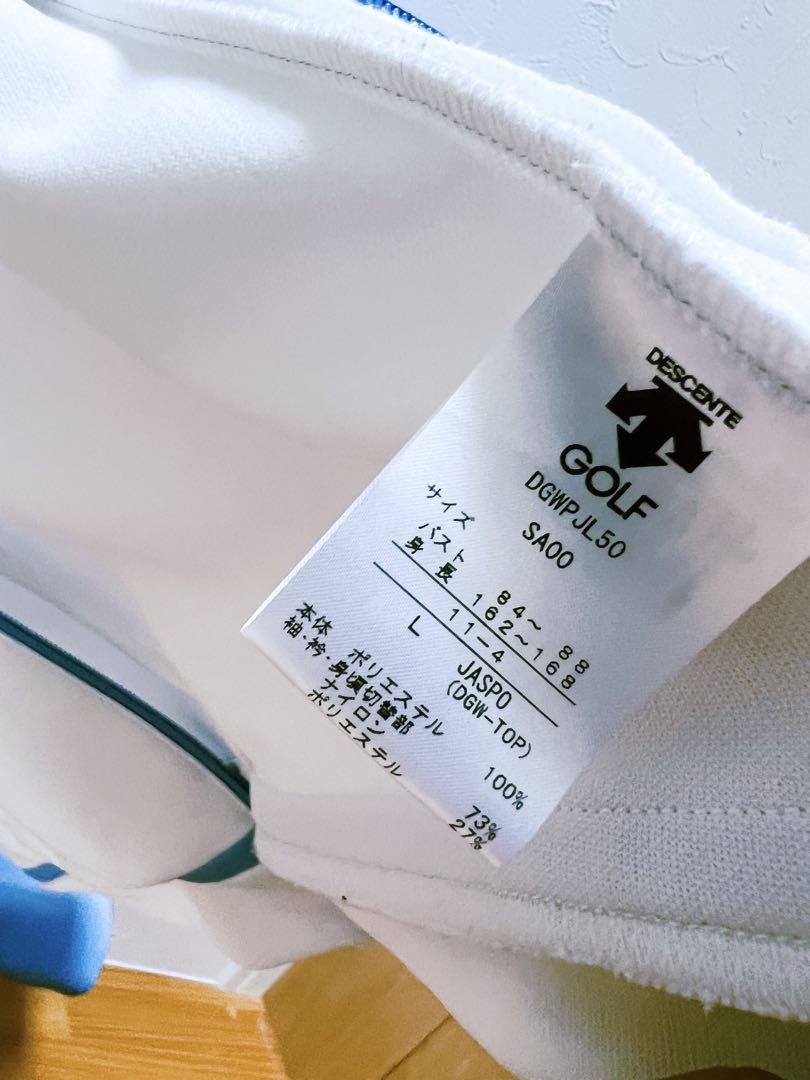 DESCENTE
GOLF
DGWPJL50
SA00
サイズ
バスト 84～ 88
身 長 162～168
11-4
L JASPO
(DGW-TOP)
本体
ポリエステル 100%
袖・衿・身頃切替部
ナイロン 73%
ポリエステル 27%